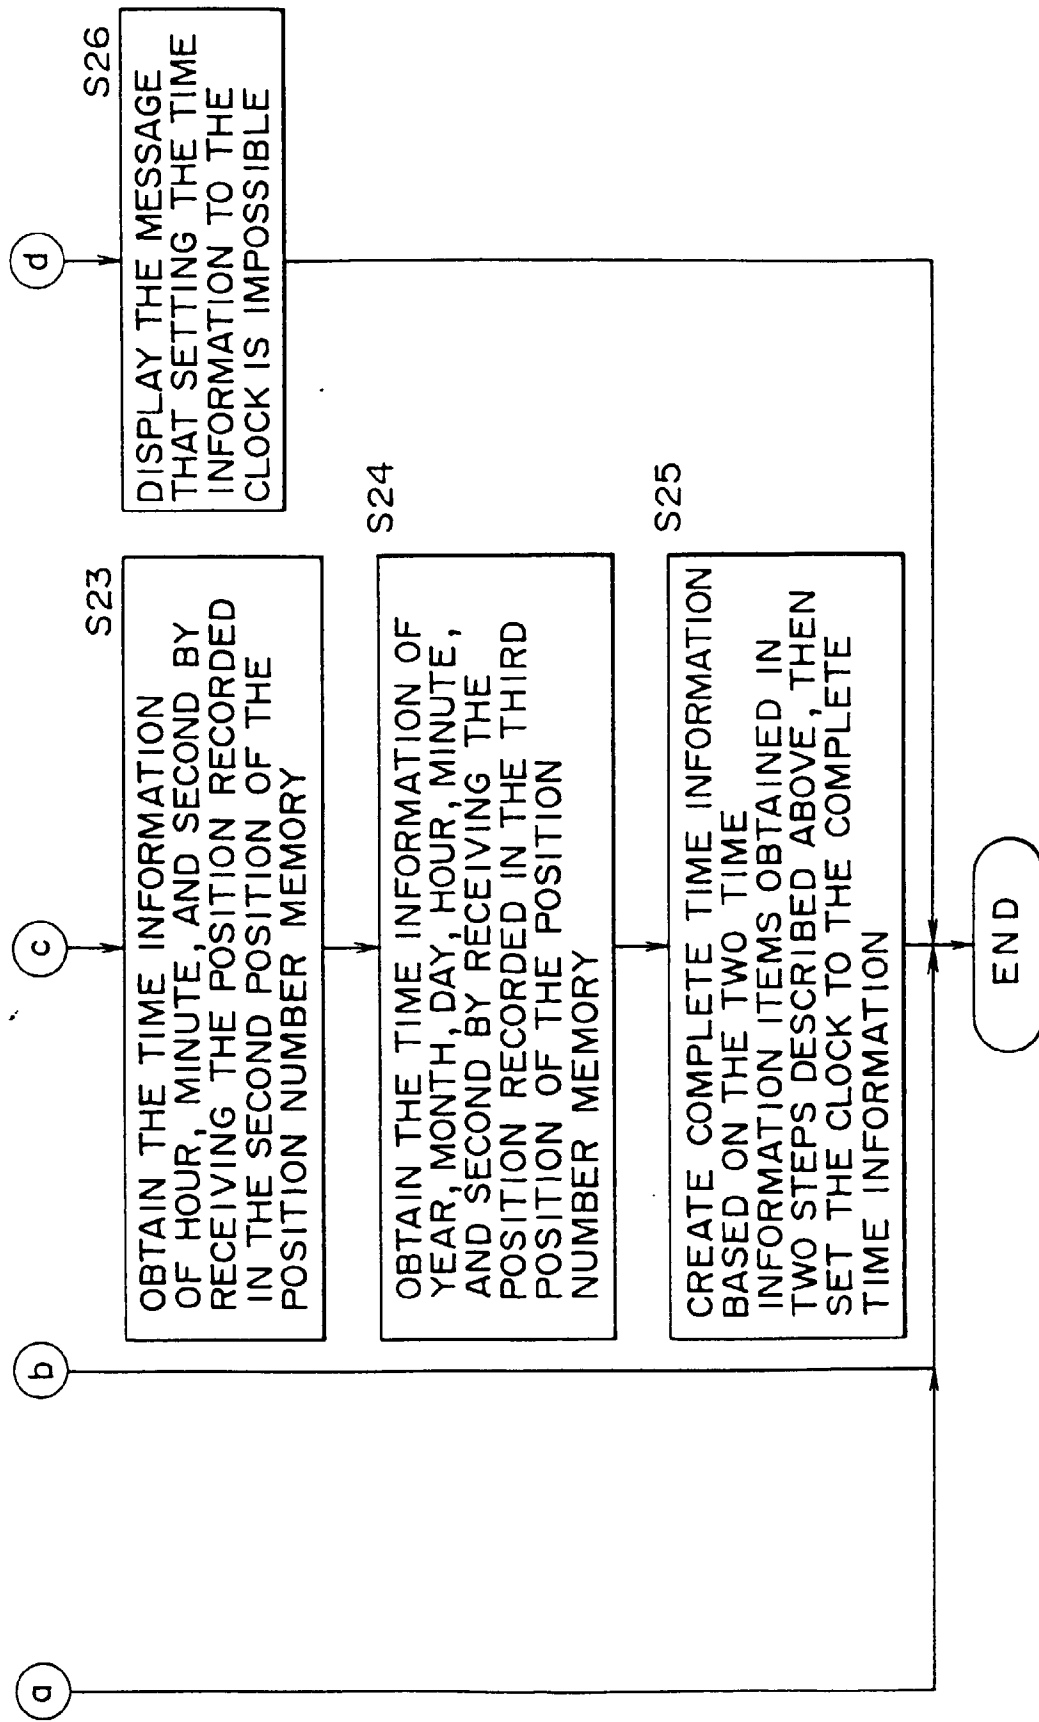 a
b
c
d
S23
OBTAIN THE TIME INFORMATION
OF HOUR, MINUTE, AND SECOND BY
RECEIVING THE POSITION RECORDED
IN THE SECOND POSITION OF THE
POSITION NUMBER MEMORY
S26
DISPLAY THE MESSAGE
THAT SETTING THE TIME
INFORMATION TO THE
CLOCK IS IMPOSSIBLE
S24
OBTAIN THE TIME INFORMATION OF
YEAR, MONTH, DAY, HOUR, MINUTE,
AND SECOND BY RECEIVING THE
POSITION RECORDED IN THE THIRD
POSITION OF THE POSITION
NUMBER MEMORY
S25
CREATE COMPLETE TIME INFORMATION
BASED ON THE TWO TIME
INFORMATION ITEMS OBTAINED IN
TWO STEPS DESCRIBED ABOVE, THEN
SET THE CLOCK TO THE COMPLETE
TIME INFORMATION
END